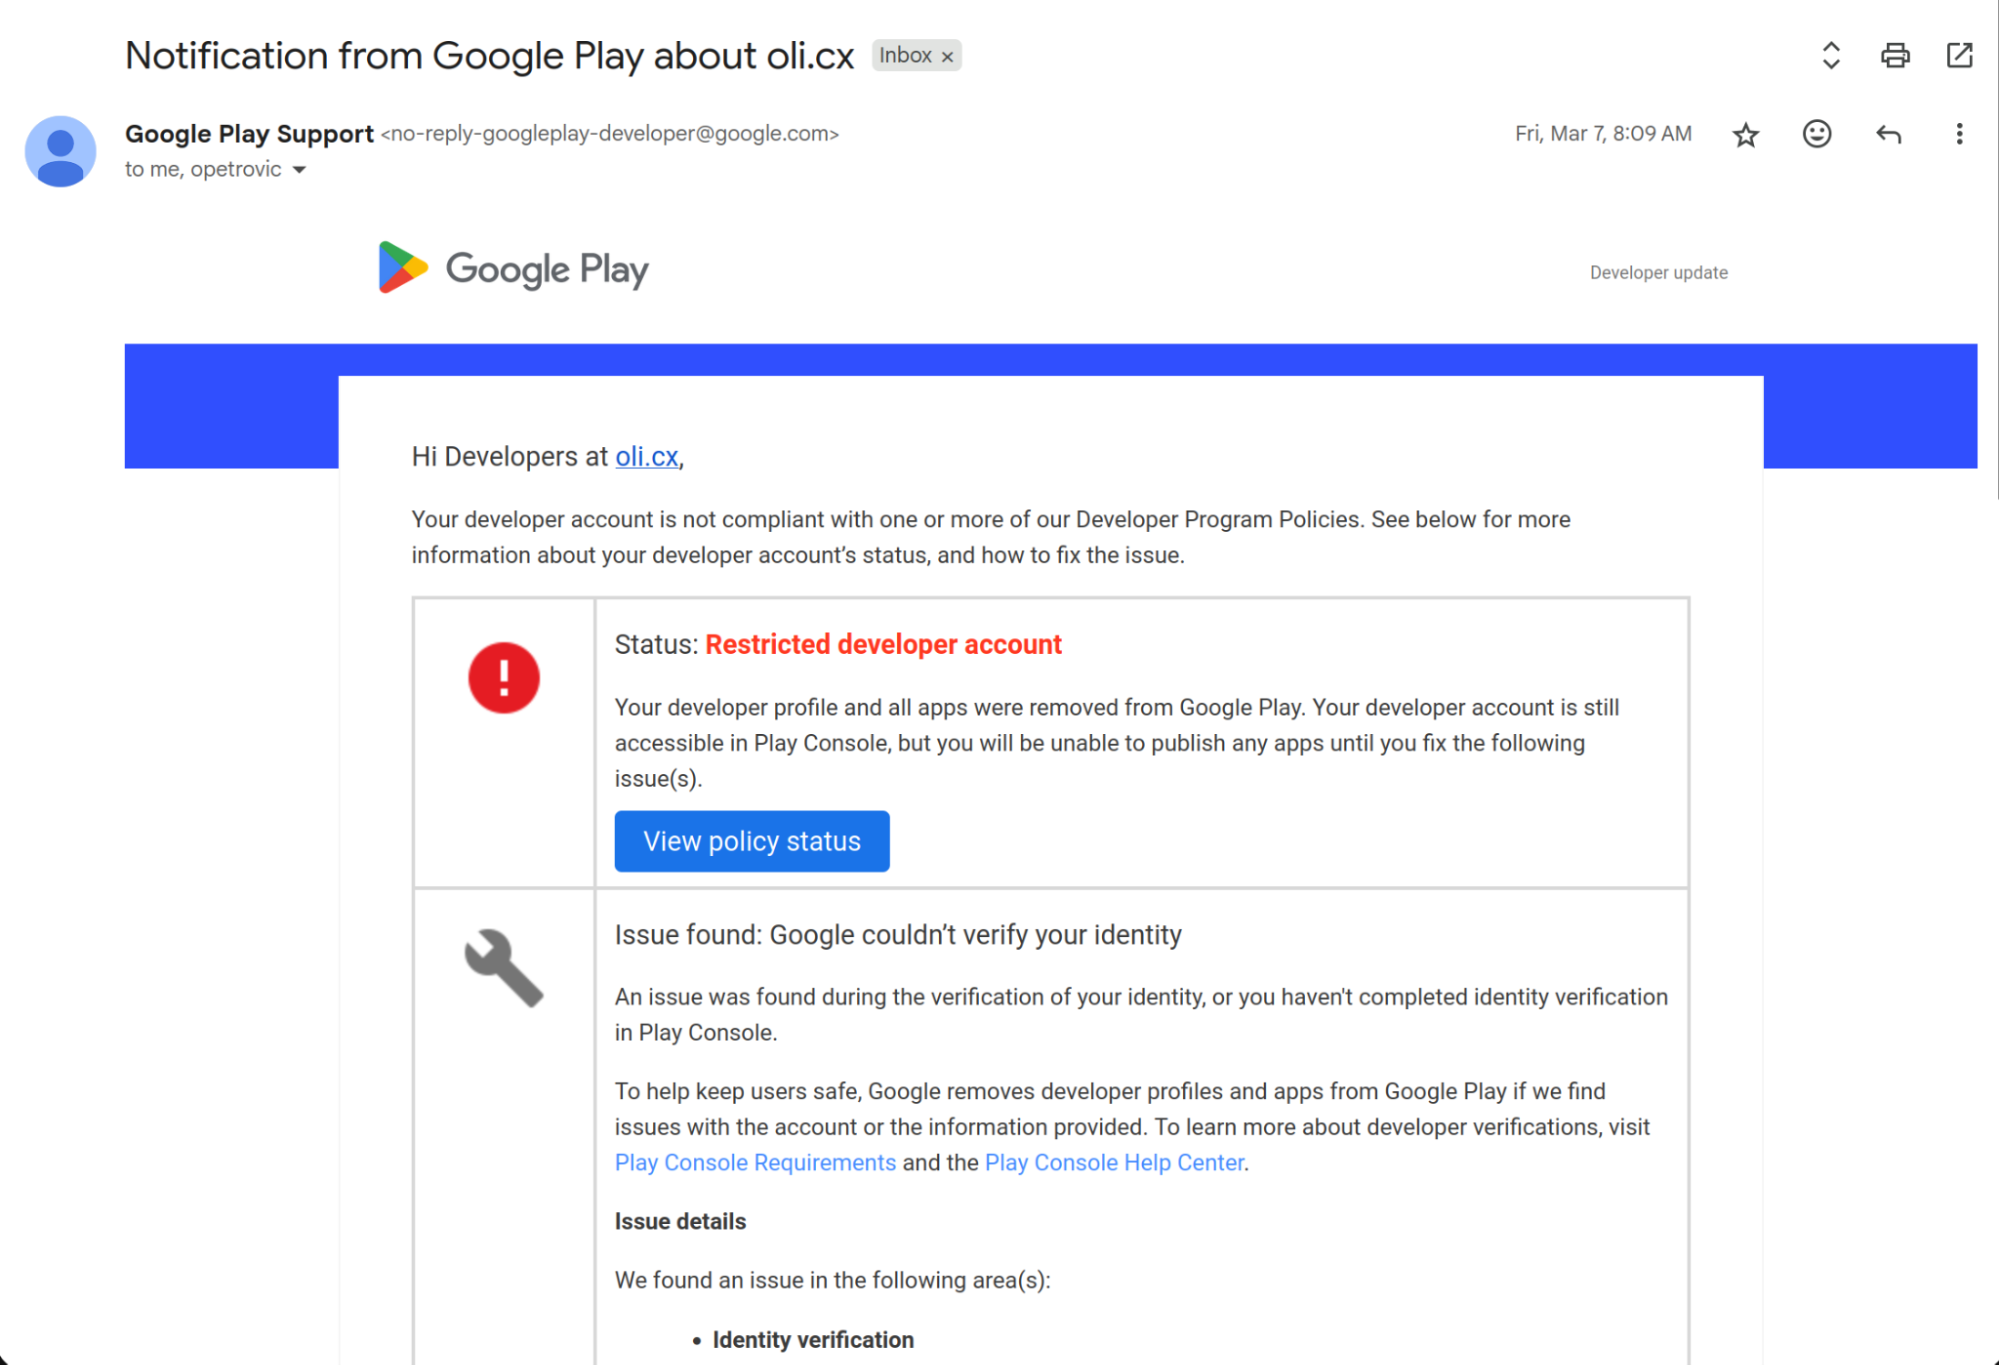 Notification from Google Play about oli.cx Inbox ×
Google Play Support <no-reply-googleplay-developer@google.com> Fri, Mar 7, 8:09 AM
to me, opetrovic
Google Play Developer update
Hi Developers at oli.cx,
Your developer account is not compliant with one or more of our Developer Program Policies. See below for more
information about your developer account’s status, and how to fix the issue.
Status: Restricted developer account
Your developer profile and all apps were removed from Google Play. Your developer account is still
accessible in Play Console, but you will be unable to publish any apps until you fix the following
issue(s).
View policy status
Issue found: Google couldn’t verify your identity
An issue was found during the verification of your identity, or you haven't completed identity verification
in Play Console.
To help keep users safe, Google removes developer profiles and apps from Google Play if we find
issues with the account or the information provided. To learn more about developer verifications, visit
Play Console Requirements and the Play Console Help Center.
Issue details
We found an issue in the following area(s):
• Identity verification